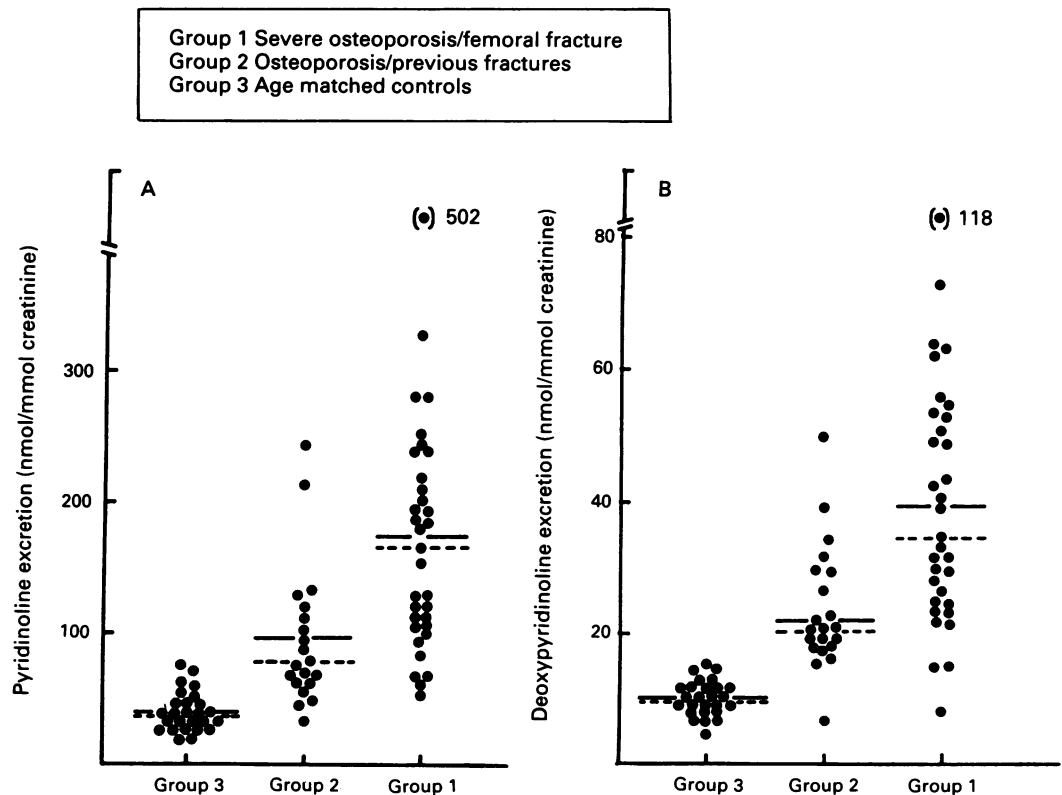 Group 1 Severe osteoporosis/femoral fracture
Group 2 Osteoporosis/previous fractures
Group 3 Age matched controls
A
(•) 502
Pyridinoline excretion (nmol/mmol creatinine)
300
200
100
Group 3 Group 2 Group 1
B
(•) 118
Deoxypyridinoline excretion (nmol/mmol creatinine)
80
60
40
20
Group 3 Group 2 Group 1